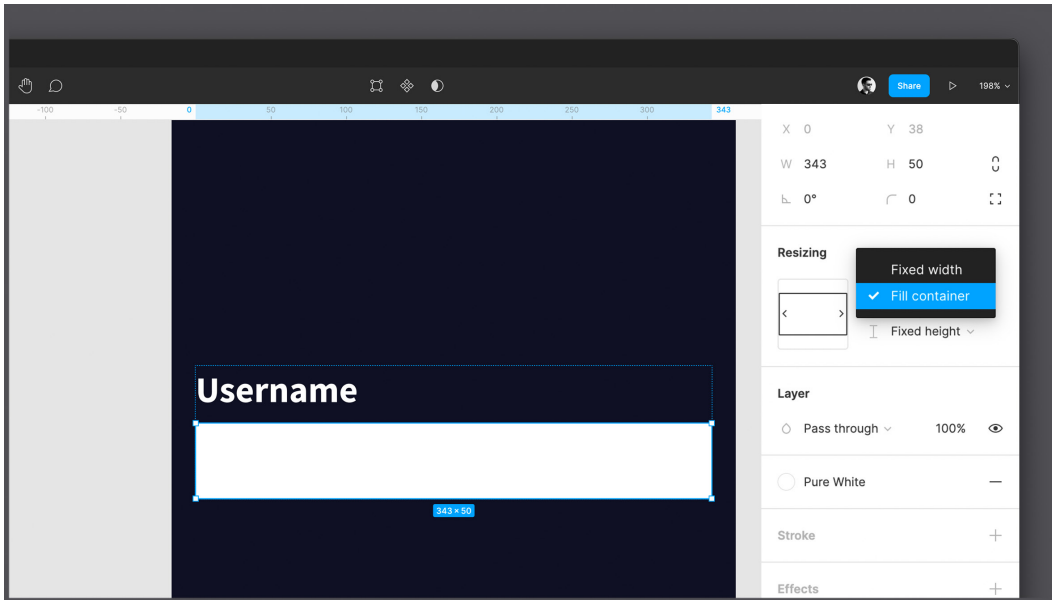 Share
198%
-100 -50 0 50 100 150 200 250 300 343
X 0 Y 38
W 343 H 50
0° 0
Resizing
Fixed width
Fill container
Fixed height
Username
Layer
Pass through 100%
343 × 50
Pure White
Stroke
Effects